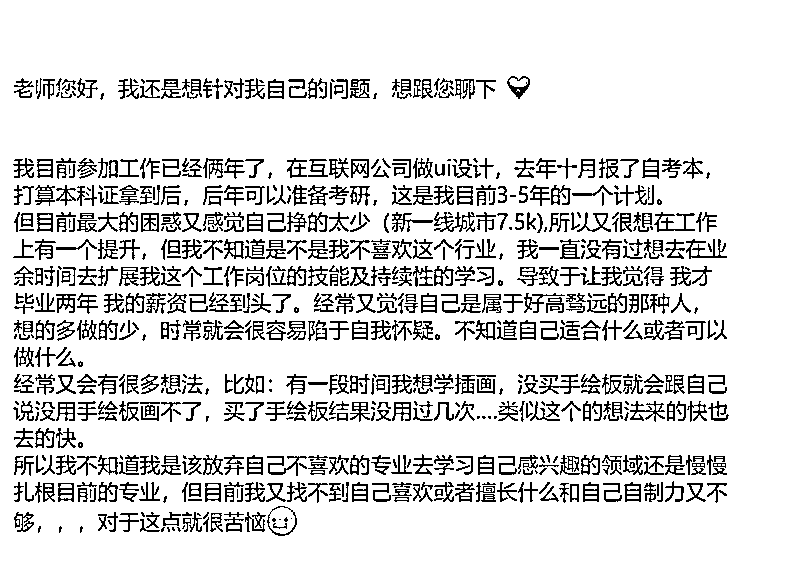 老师您好，我还是想针对我自己的问题，想跟您聊下
我目前参加工作已经俩年了，在互联网公司做ui设计，去年十月报了自考本，
打算本科证拿到后，后年可以准备考研，这是我目前3-5年的一个计划。
但目前最大的困惑又感觉自己挣的太少（新一线城市7.5k),所以又很想在工作
上有一个提升，但我不知道是不是我不喜欢这个行业，我一直没有过想去在业
余时间去扩展我这个工作岗位的技能及持续性的学习。导致于让我觉得 我才
毕业两年 我的薪资已经到头了。经常又觉得自己是属于好高骛远的那种人，
想的多做的少，时常就会很容易陷于自我怀疑。不知道自己适合什么或者可以
做什么。
经常又会有很多想法，比如：有一段时间我想学插画，没买手绘板就会跟自己
说没用手绘板画不了，买了手绘板结果没用过几次....类似这个的想法来的快也
去的快。
所以我不知道我是该放弃自己不喜欢的专业去学习自己感兴趣的领域还是慢慢
扎根目前的专业，但目前我又找不到自己喜欢或者擅长什么和自己自制力又不
够，，，对于这点就很苦恼